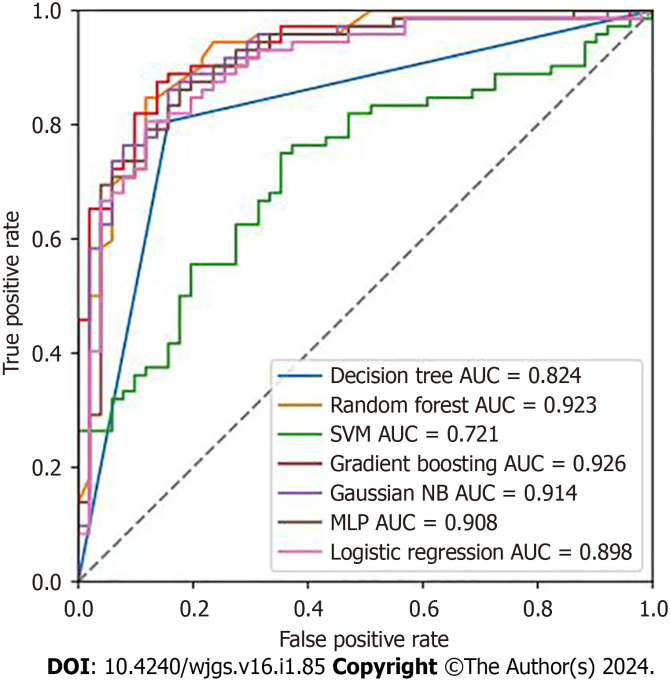 1.0
0.8
0.6
0.4
0.2
0.0
True positive rate
Decision tree AUC = 0.824
Random forest AUC = 0.923
SVM AUC = 0.721
Gradient boosting AUC = 0.926
Gaussian NB AUC = 0.914
MLP AUC = 0.908
Logistic regression AUC = 0.898
0.0 0.2 0.4 0.6 0.8 1.0
False positive rate
DOI: 10.4240/wjgs.v16.i1.85 Copyright ©The Author(s) 2024.